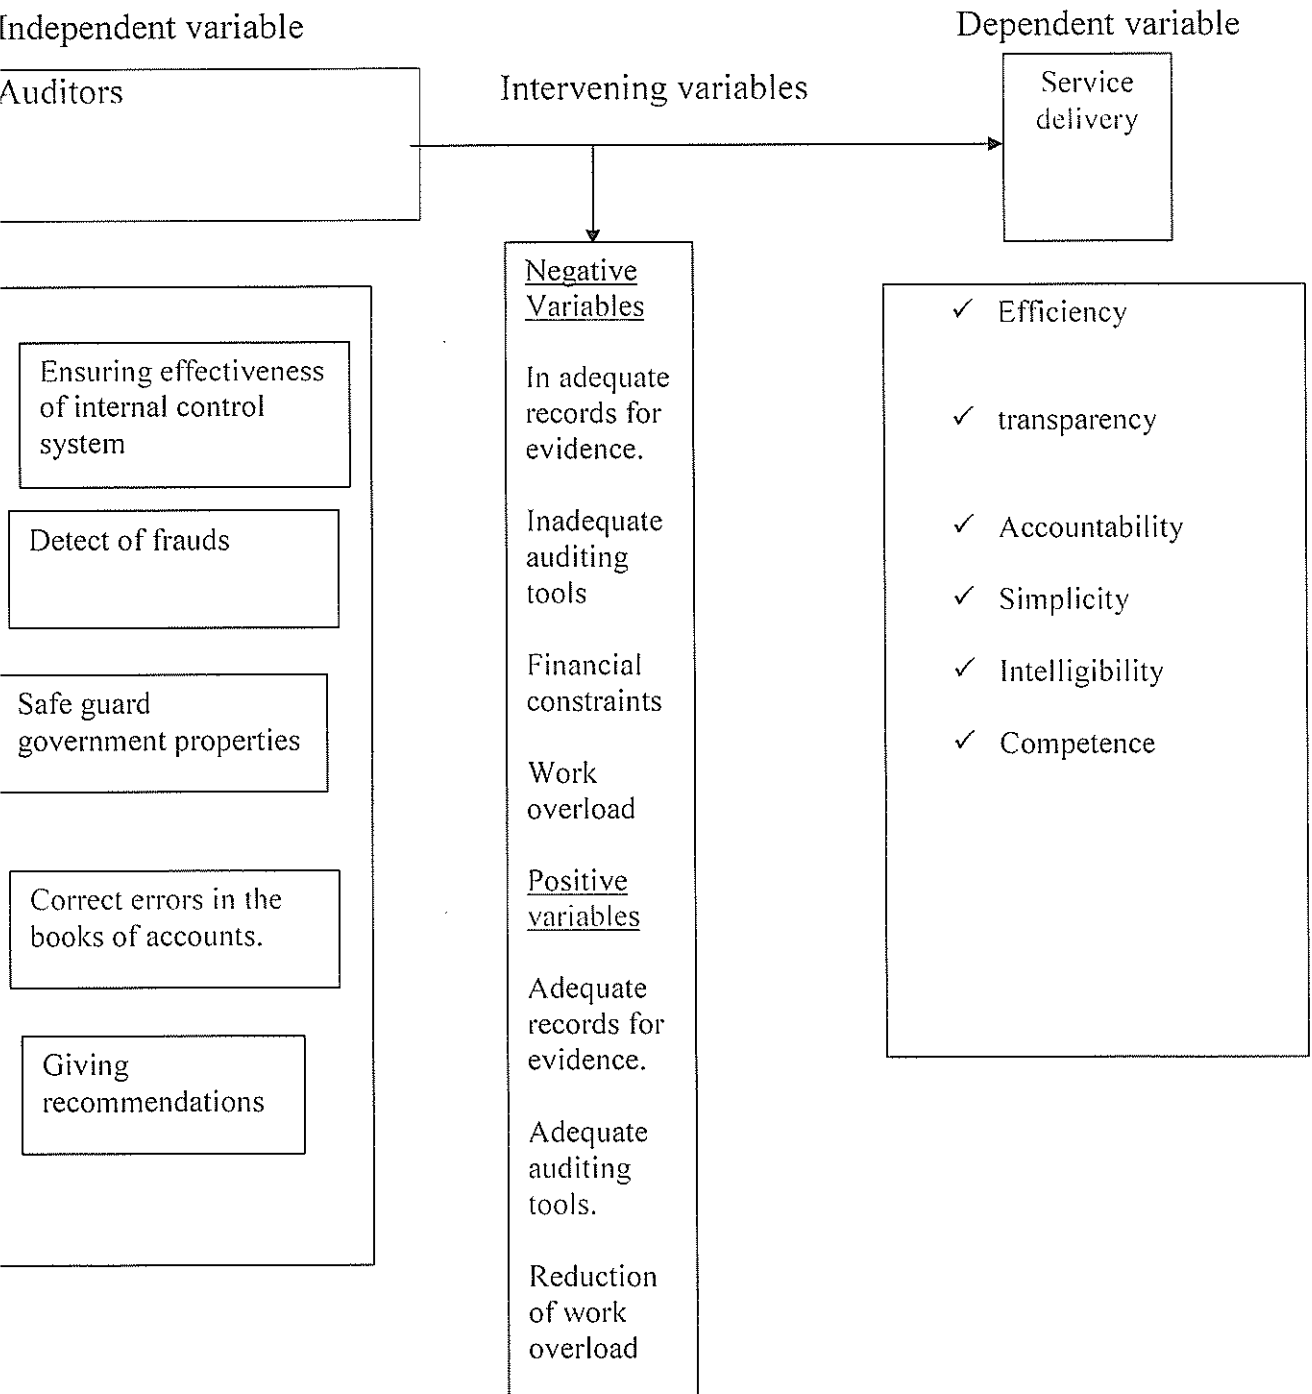 Independent variable
Auditors
Intervening variables
Dependent variable
Service
delivery
Ensuring effectiveness
of internal control
system
Detect of frauds
Safe guard
government properties
Correct errors in the
books of accounts.
Giving
recommendations
Negative
Variables
In adequate
records for
evidence.
Inadequate
auditing
tools
Financial
constraints
Work
overload
Positive
variables
Adequate
records for
evidence.
Adequate
auditing
tools.
Reduction
of work
overload
✓ Efficiency
✓ transparency
✓ Accountability
✓ Simplicity
✓ Intelligibility
✓ Competence